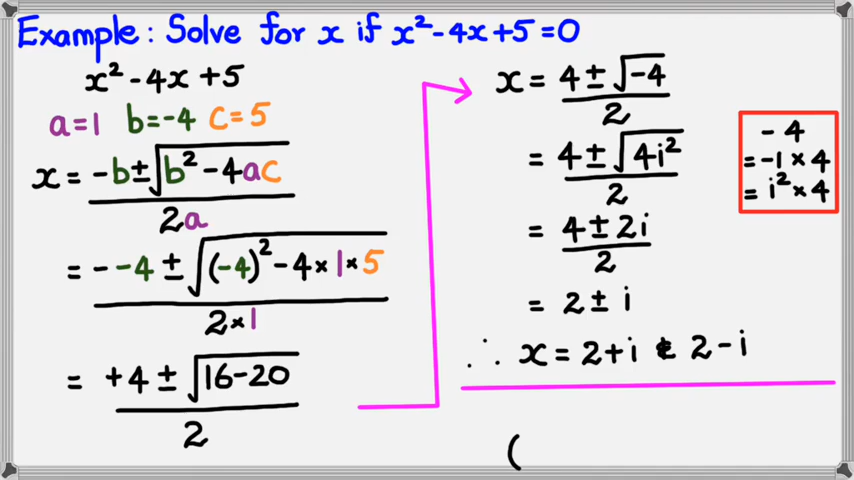 Example: Solve for x if x² - 4x + 5 = 0
x² - 4x + 5
a = 1 b = -4 c = 5
x = (-b ± √(b² - 4ac)) / 2a
= (- -4 ± √((-4)² - 4 × 1 × 5)) / (2 × 1)
= (+4 ± √(16 - 20)) / 2
x = (4 ± √(-4)) / 2
= (4 ± √(4i²)) / 2
= (4 ± 2i) / 2
= 2 ± i
∴ x = 2 + i & 2 - i
(
- 4
= -1 × 4
= i² × 4